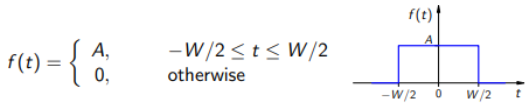 f(t) = { A, −W/2 ≤ t ≤ W/2
0, otherwise
f(t)
A
−W/2 0 W/2 t